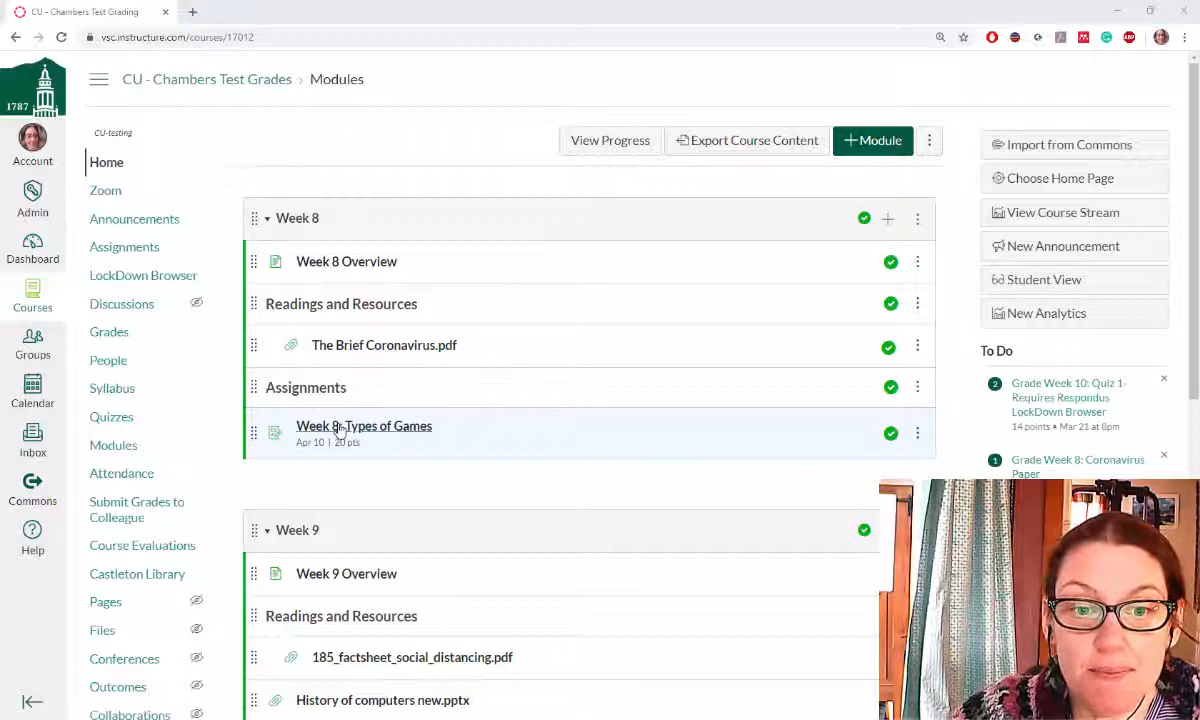 CU - Chambers Test Grading
vsc.instructure.com/courses/17012
1787
CU - Chambers Test Grades › Modules
CU-testing
Account
Admin
Dashboard
Courses
Groups
Calendar
Inbox
Commons
Help
Home
Zoom
Announcements
Assignments
LockDown Browser
Discussions
Grades
People
Syllabus
Quizzes
Modules
Attendance
Submit Grades to
Colleague
Course Evaluations
Castleton Library
Pages
Files
Conferences
Outcomes
Collaborations
View Progress
Export Course Content
+ Module
Week 8
Week 8 Overview
Readings and Resources
The Brief Coronavirus.pdf
Assignments
Week 8: Types of Games
Apr 10 | 20 pts
Week 9
Week 9 Overview
Readings and Resources
185_factsheet_social_distancing.pdf
History of computers new.pptx
Import from Commons
Choose Home Page
View Course Stream
New Announcement
Student View
New Analytics
To Do
2 Grade Week 10: Quiz 1-
Requires Respondus
LockDown Browser
14 points • Mar 21 at 8pm
1 Grade Week 8: Coronavirus
Paper